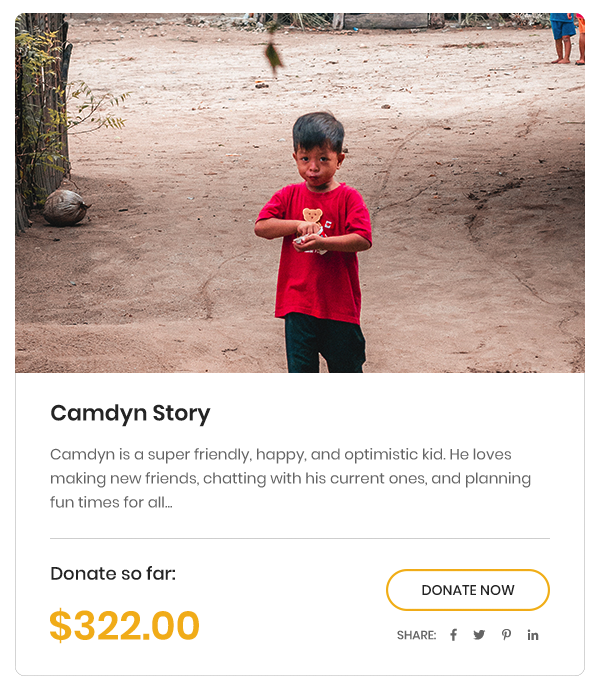 Camdyn Story
Camdyn is a super friendly, happy, and optimistic kid. He loves
making new friends, chatting with his current ones, and planning
fun times for all...
Donate so far:
$322.00
DONATE NOW
SHARE: